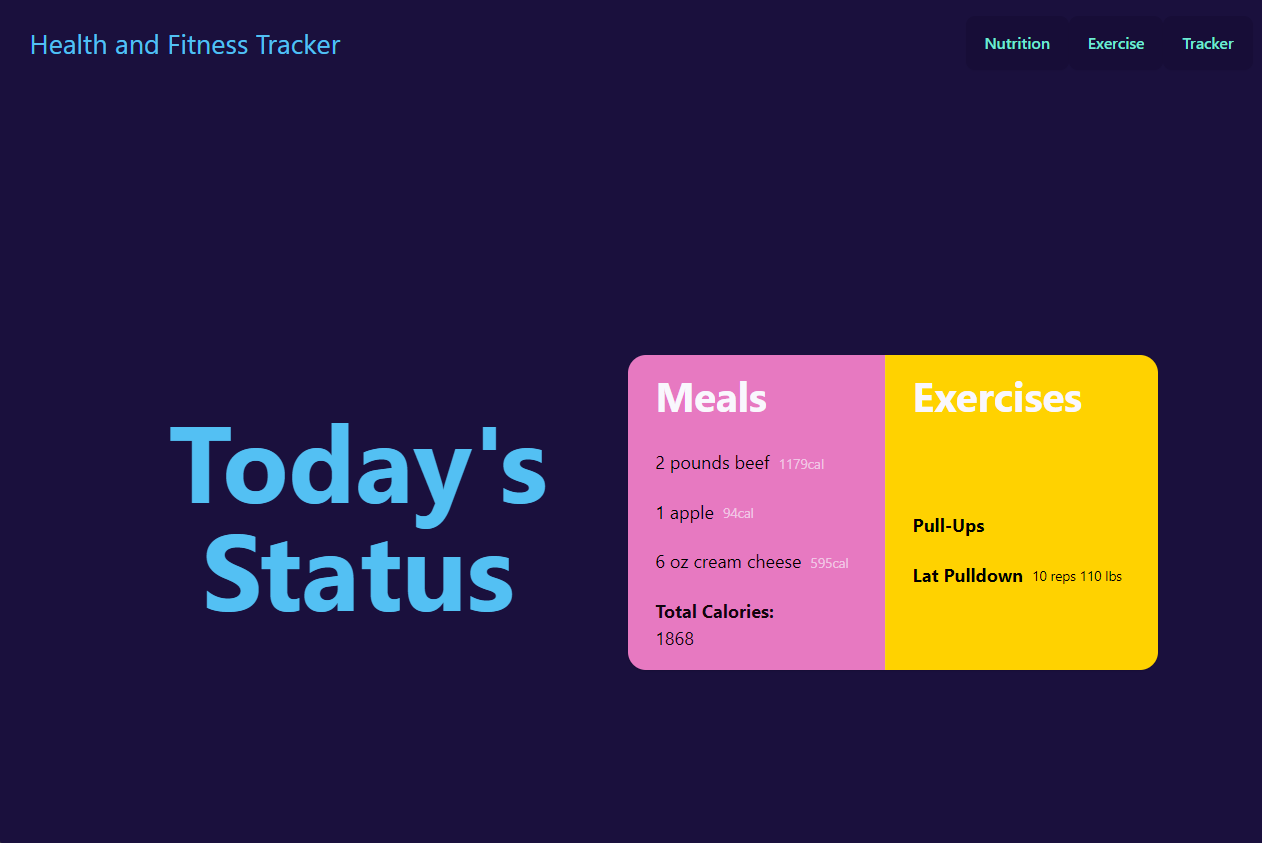 Health and Fitness Tracker
Nutrition
Exercise
Tracker
Today's
Status
Meals
2 pounds beef 1179cal
1 apple 94cal
6 oz cream cheese 595cal
Total Calories:
1868
Exercises
Pull-Ups
Lat Pulldown 10 reps 110 lbs